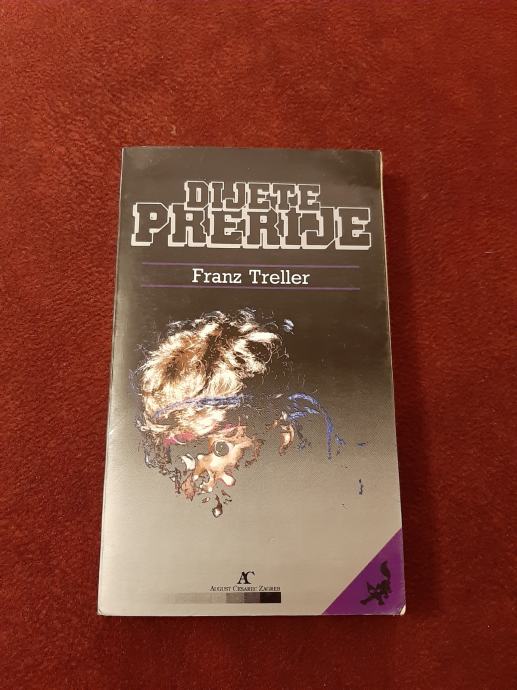 DIJETE
PRERIJE
Franz Treller
AC
AUGUST CESAREC ZAGREB